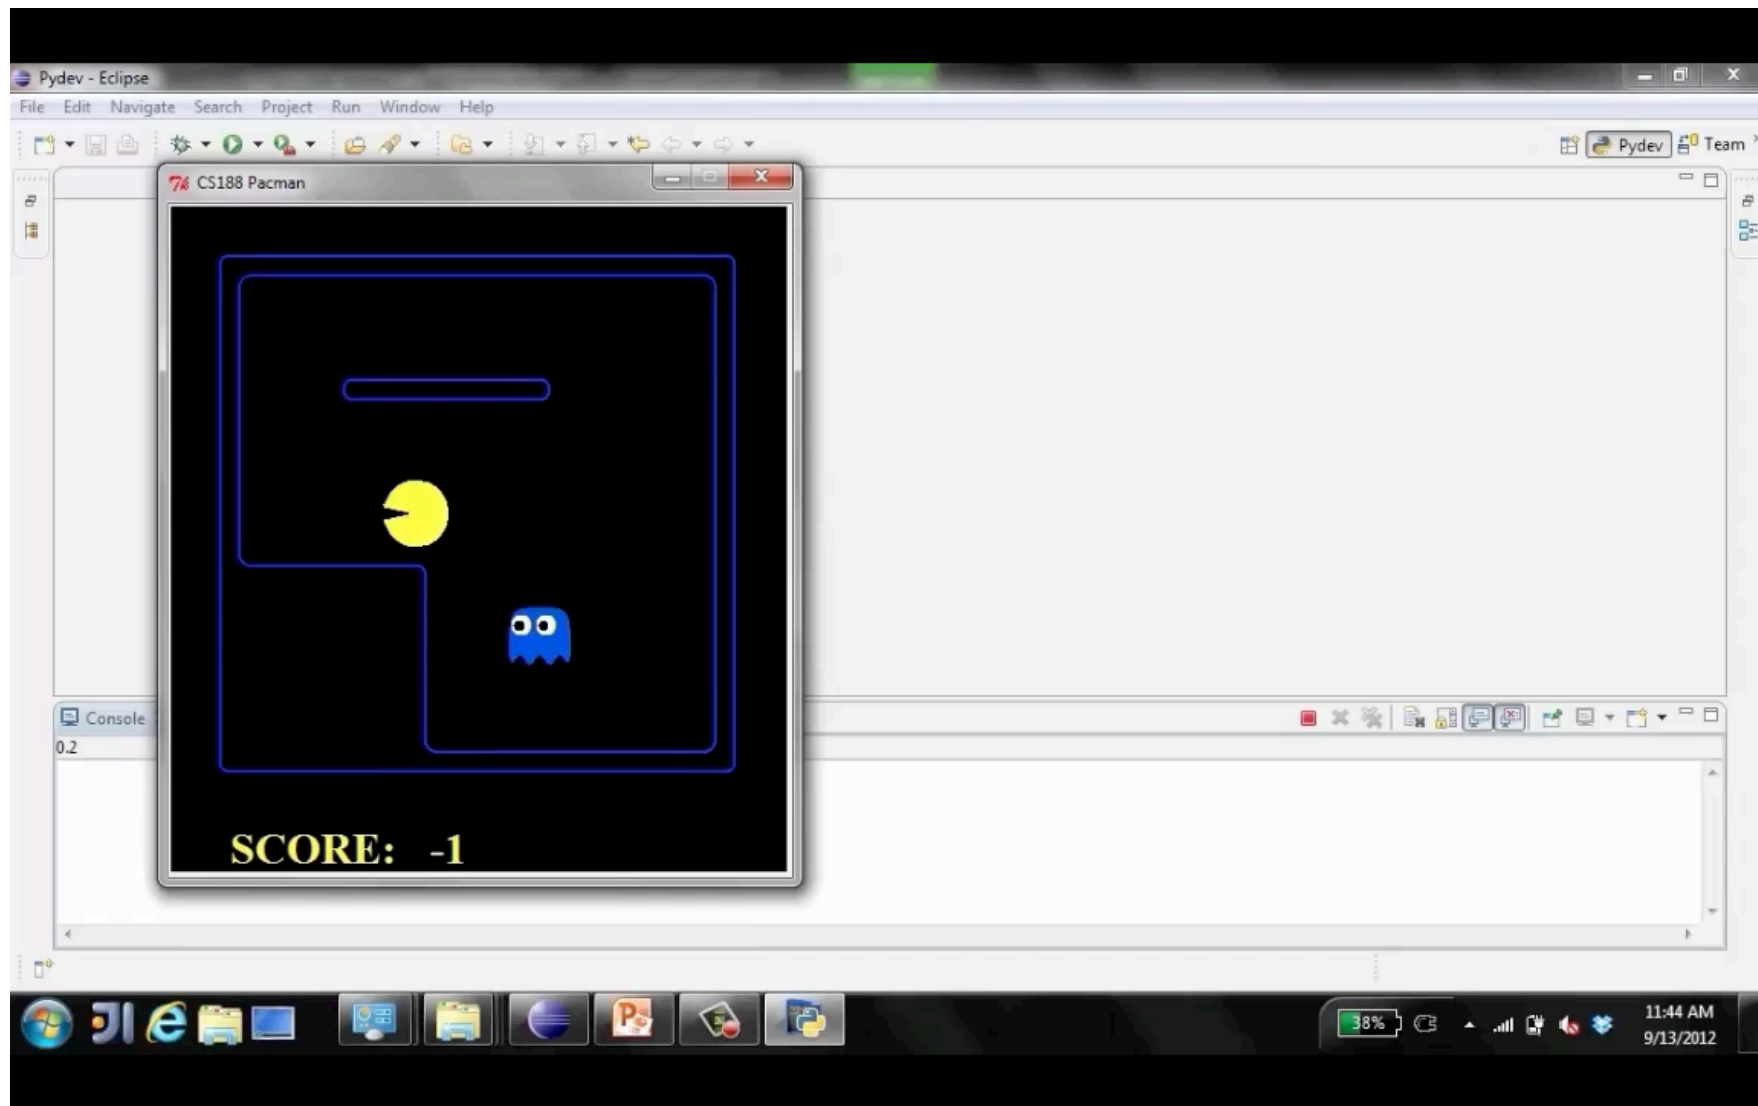 Pydev - Eclipse
File Edit Navigate Search Project Run Window Help
Pydev Team
CS188 Pacman
SCORE: -1
Console
0.2
38%
11:44 AM
9/13/2012